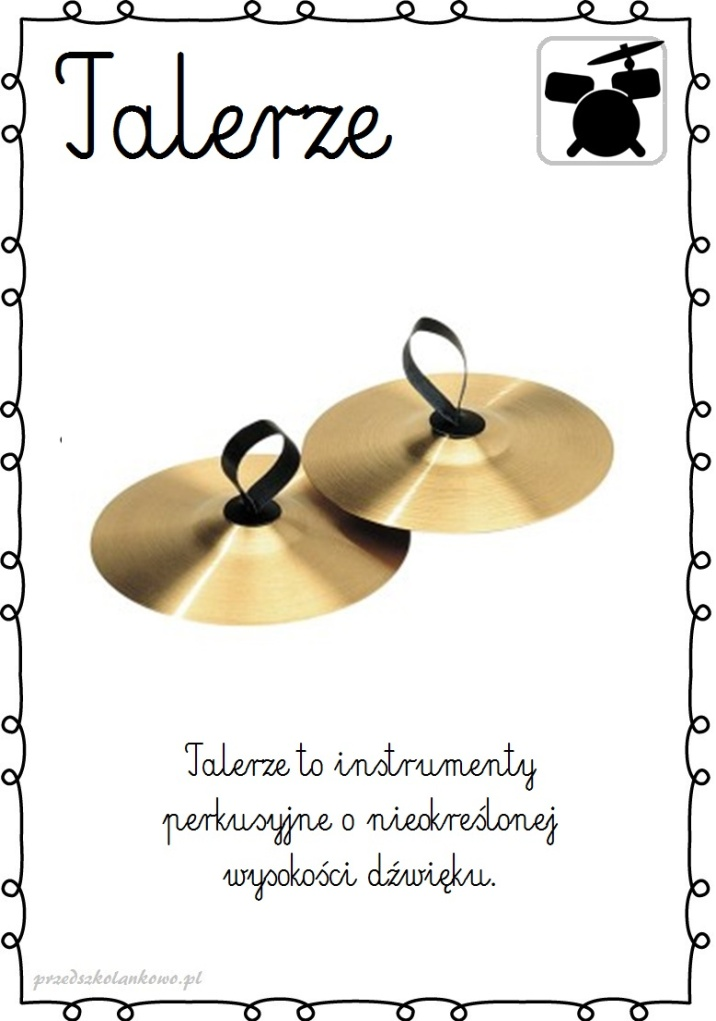 Talerze
Talerze to instrumenty
perkusyjne o nieokreślonej
wysokości dźwięku.
przedszkolankowo.pl